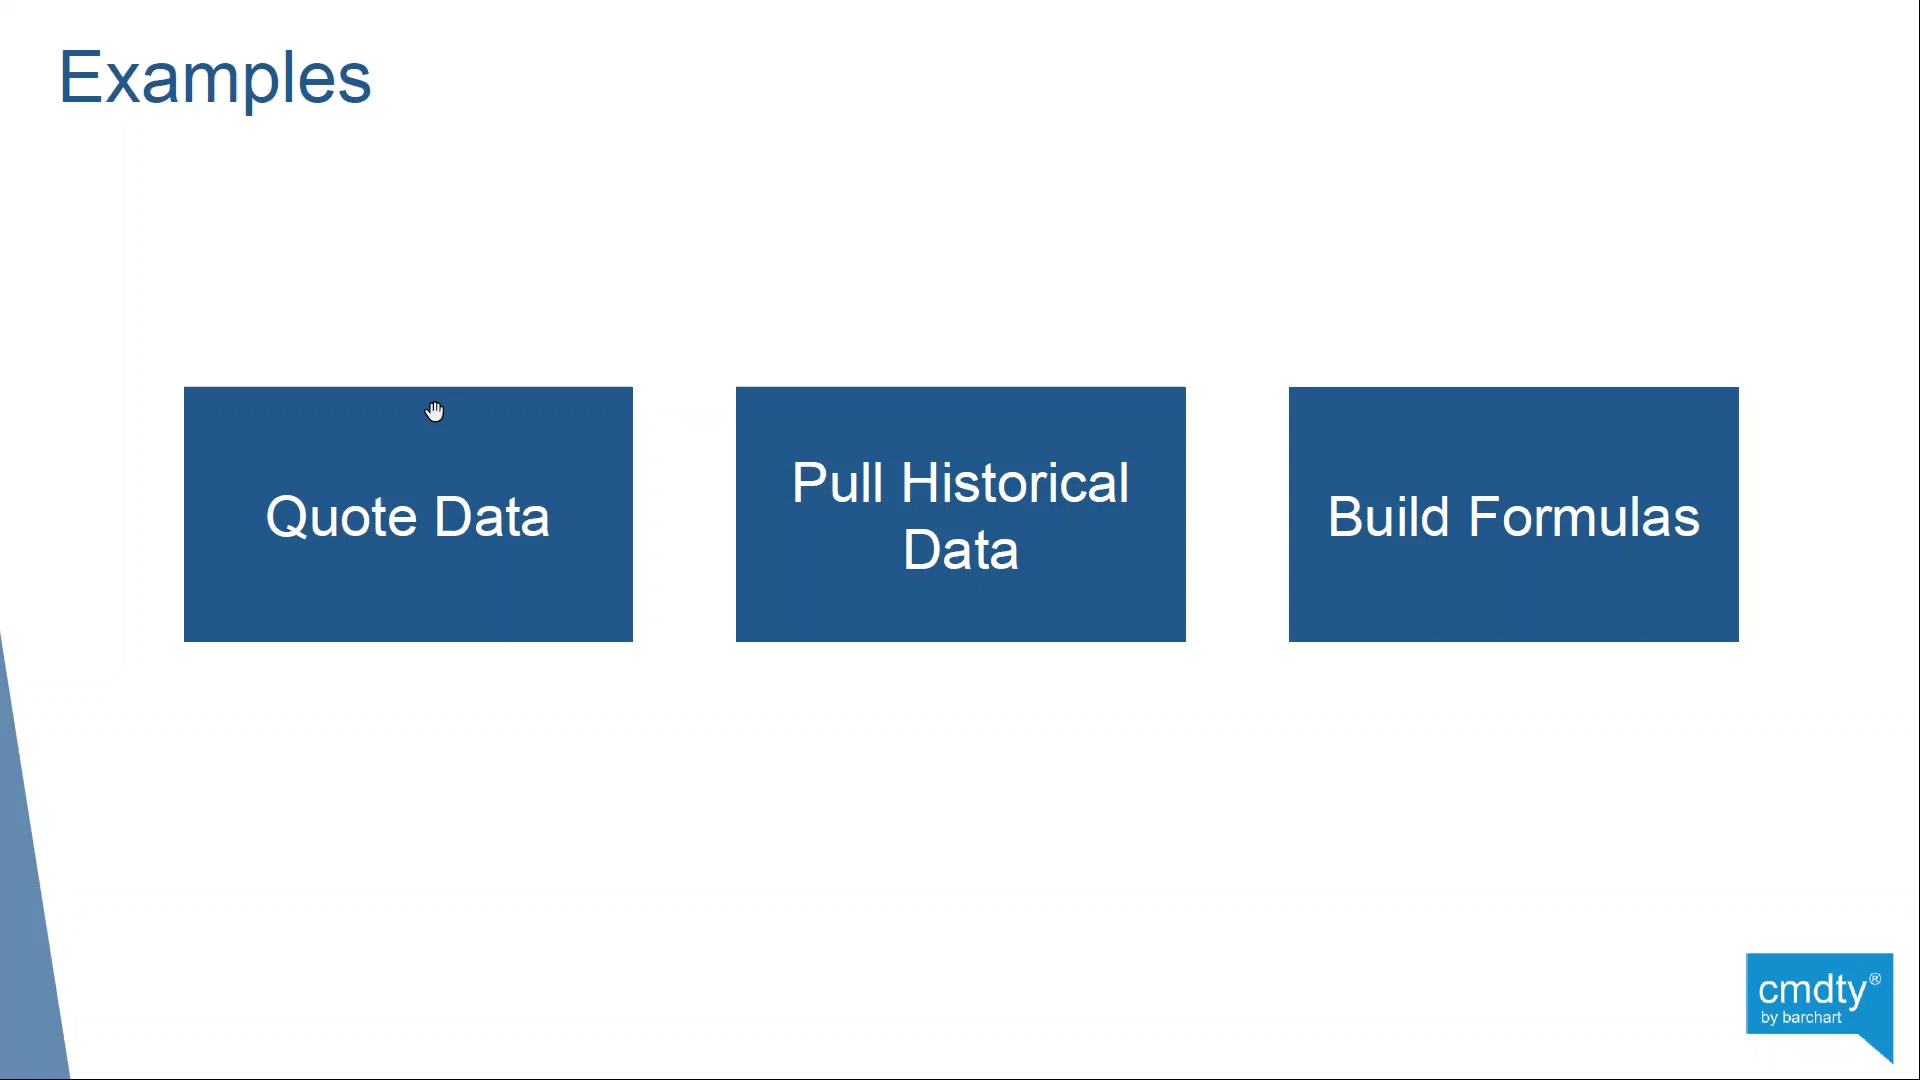 Examples
Quote Data
Pull Historical
Data
Build Formulas
cmdty®
by barchart